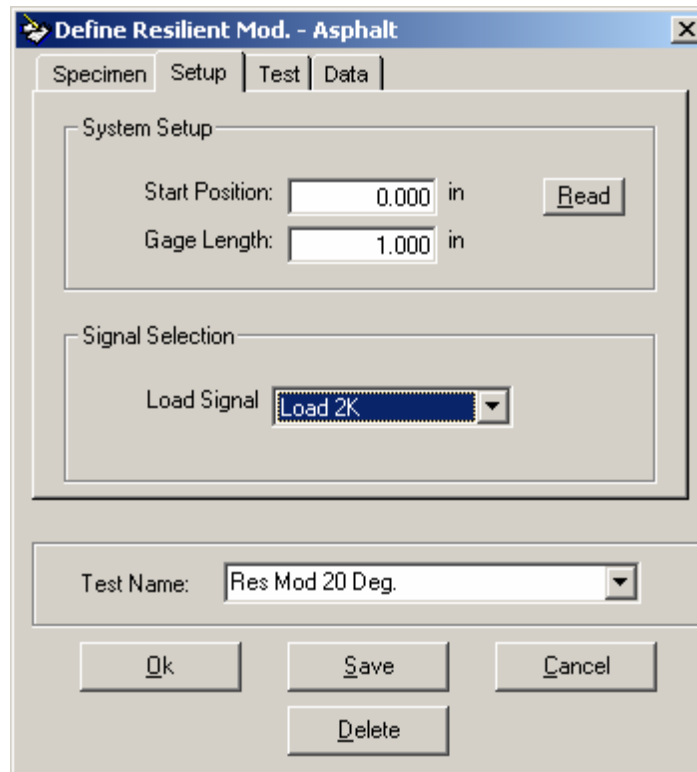 Define Resilient Mod. - Asphalt
Specimen Setup Test Data
System Setup
Start Position: 0.000 in Read
Gage Length: 1.000 in
Signal Selection
Load Signal Load 2K
Test Name: Res Mod 20 Deg.
Ok Save Cancel
Delete